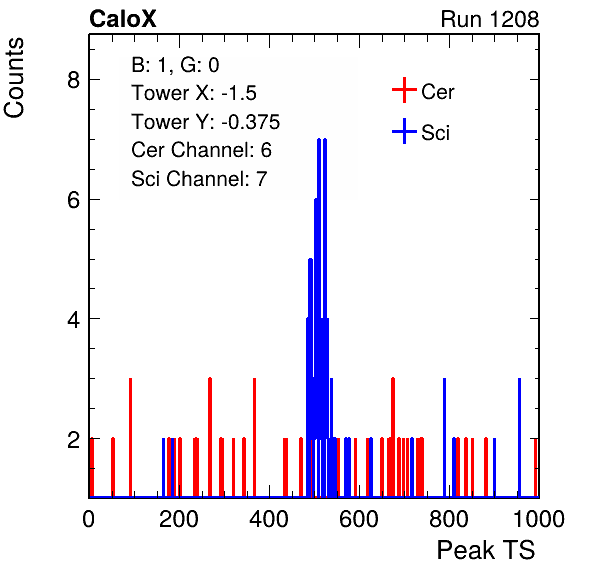 CaloX Run 1208
Counts
B: 1, G: 0
Tower X: -1.5
Tower Y: -0.375
Cer Channel: 6
Sci Channel: 7
Cer
Sci
8
6
4
2
0 200 400 600 800 1000
Peak TS